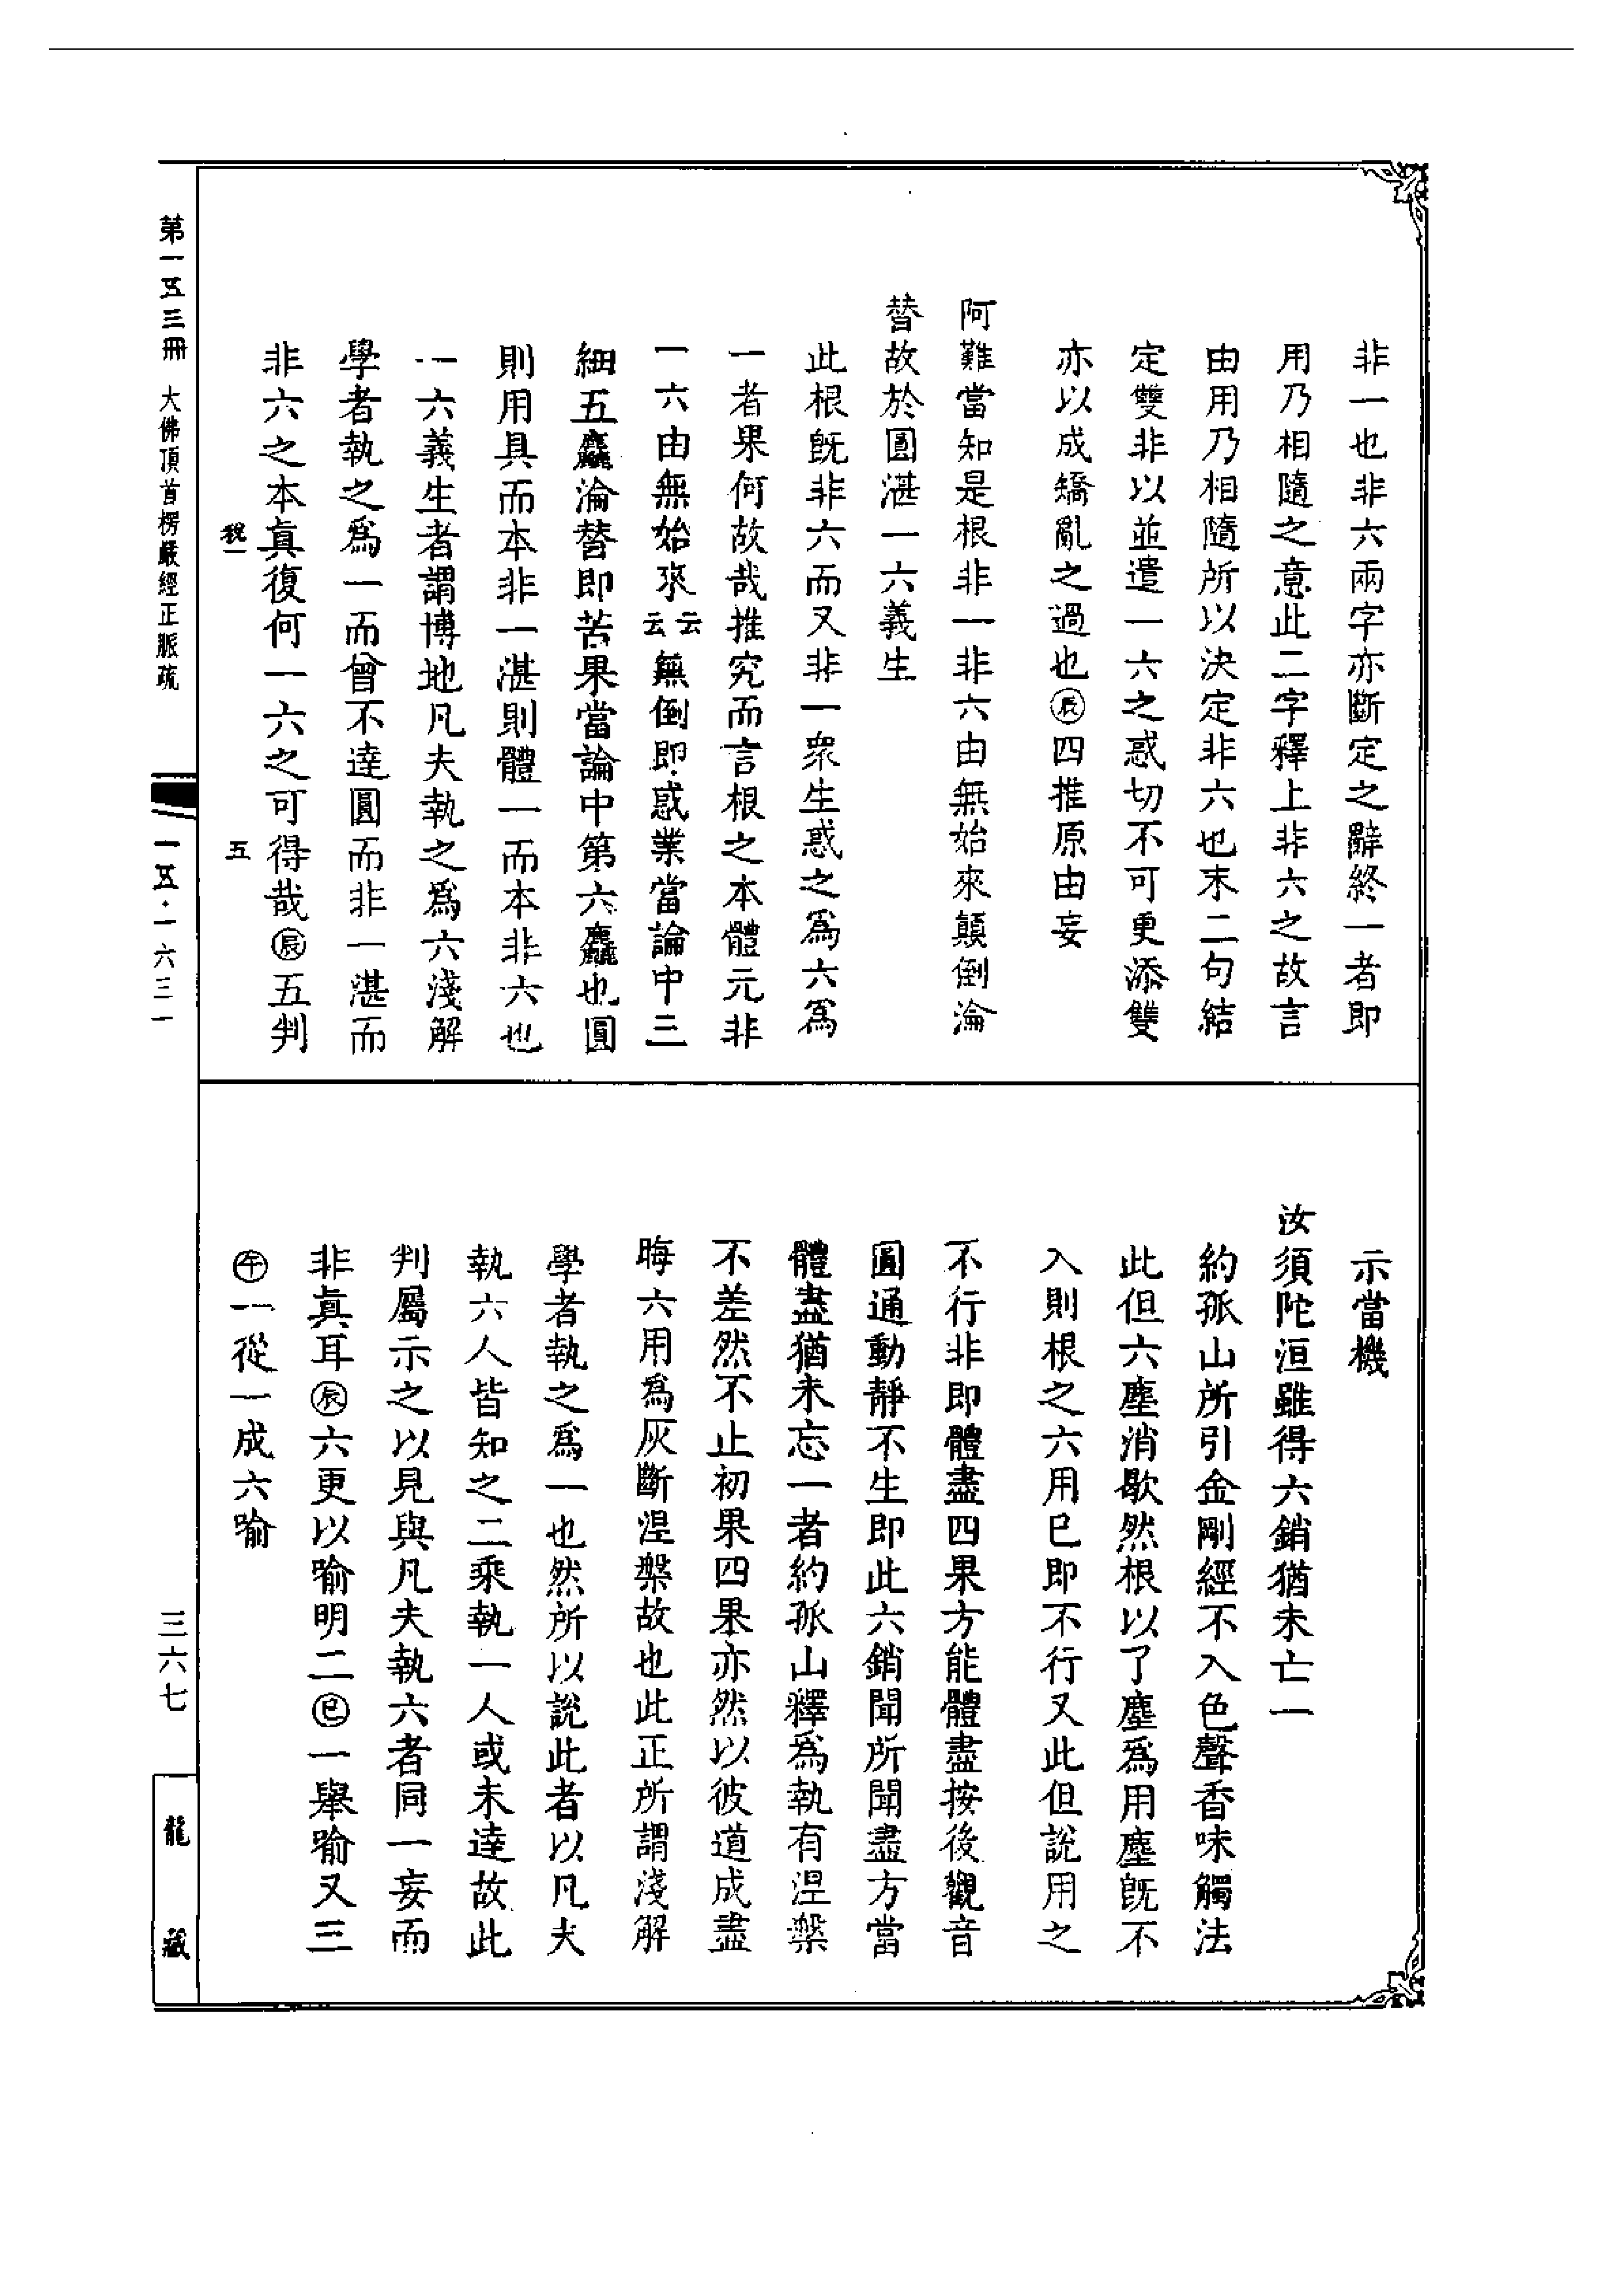 非一也非六兩字亦斷定之辭終一者即
用乃相隨之意此二字釋上非六之故言
由用乃相隨所以決定非六也末二句結
定雙非以並遣一六之惑切不可更添雙
亦以成矯亂之過也㊀辰四推原由妄
阿難當知是根非一非六由無始來顛倒淪
替故於圓湛一六義生
此根旣非六而又非一衆生惑之為六為
一者果何故哉推究而言根之本體元非
一六由無始來云云無倒即惑業當論中三
細五麤淪替即苦果當論中第六麤也圓
則用具而本非一湛則體一而本非六也
一六義生者謂博地凡夫執之為六淺解
學者執之為一而曾不達圓而非一湛而
非六之本眞復何一六之可得哉辰五判
稅一
五
示當機
汝須陀洹雖得六銷猶未亡一
約孤山所引金剛經不入色聲香味觸法
此但六塵消歇然根以了塵為用塵旣不
入則根之六用已即不行又此但說用之
不行非即體盡四果方能體盡按後觀音
圓通動靜不生即此六銷聞所聞盡方當
體盡猶未忘一者約孤山釋為執有涅槃
不差然不止初果四果亦然以彼道成盡
晦六用為灰斷涅槃故也此正所謂淺解
學者執之為一也然所以說此者以凡夫
執六人皆知之二乘執一人或未達故此
判屬示之以見與凡夫執六者同一妄而
非眞耳辰六更以喻明二巳一舉喻又三
午一從一成六喻
第一五三冊 大佛頂首楞嚴經正脈疏
一五·一六三一
三六七
龍藏